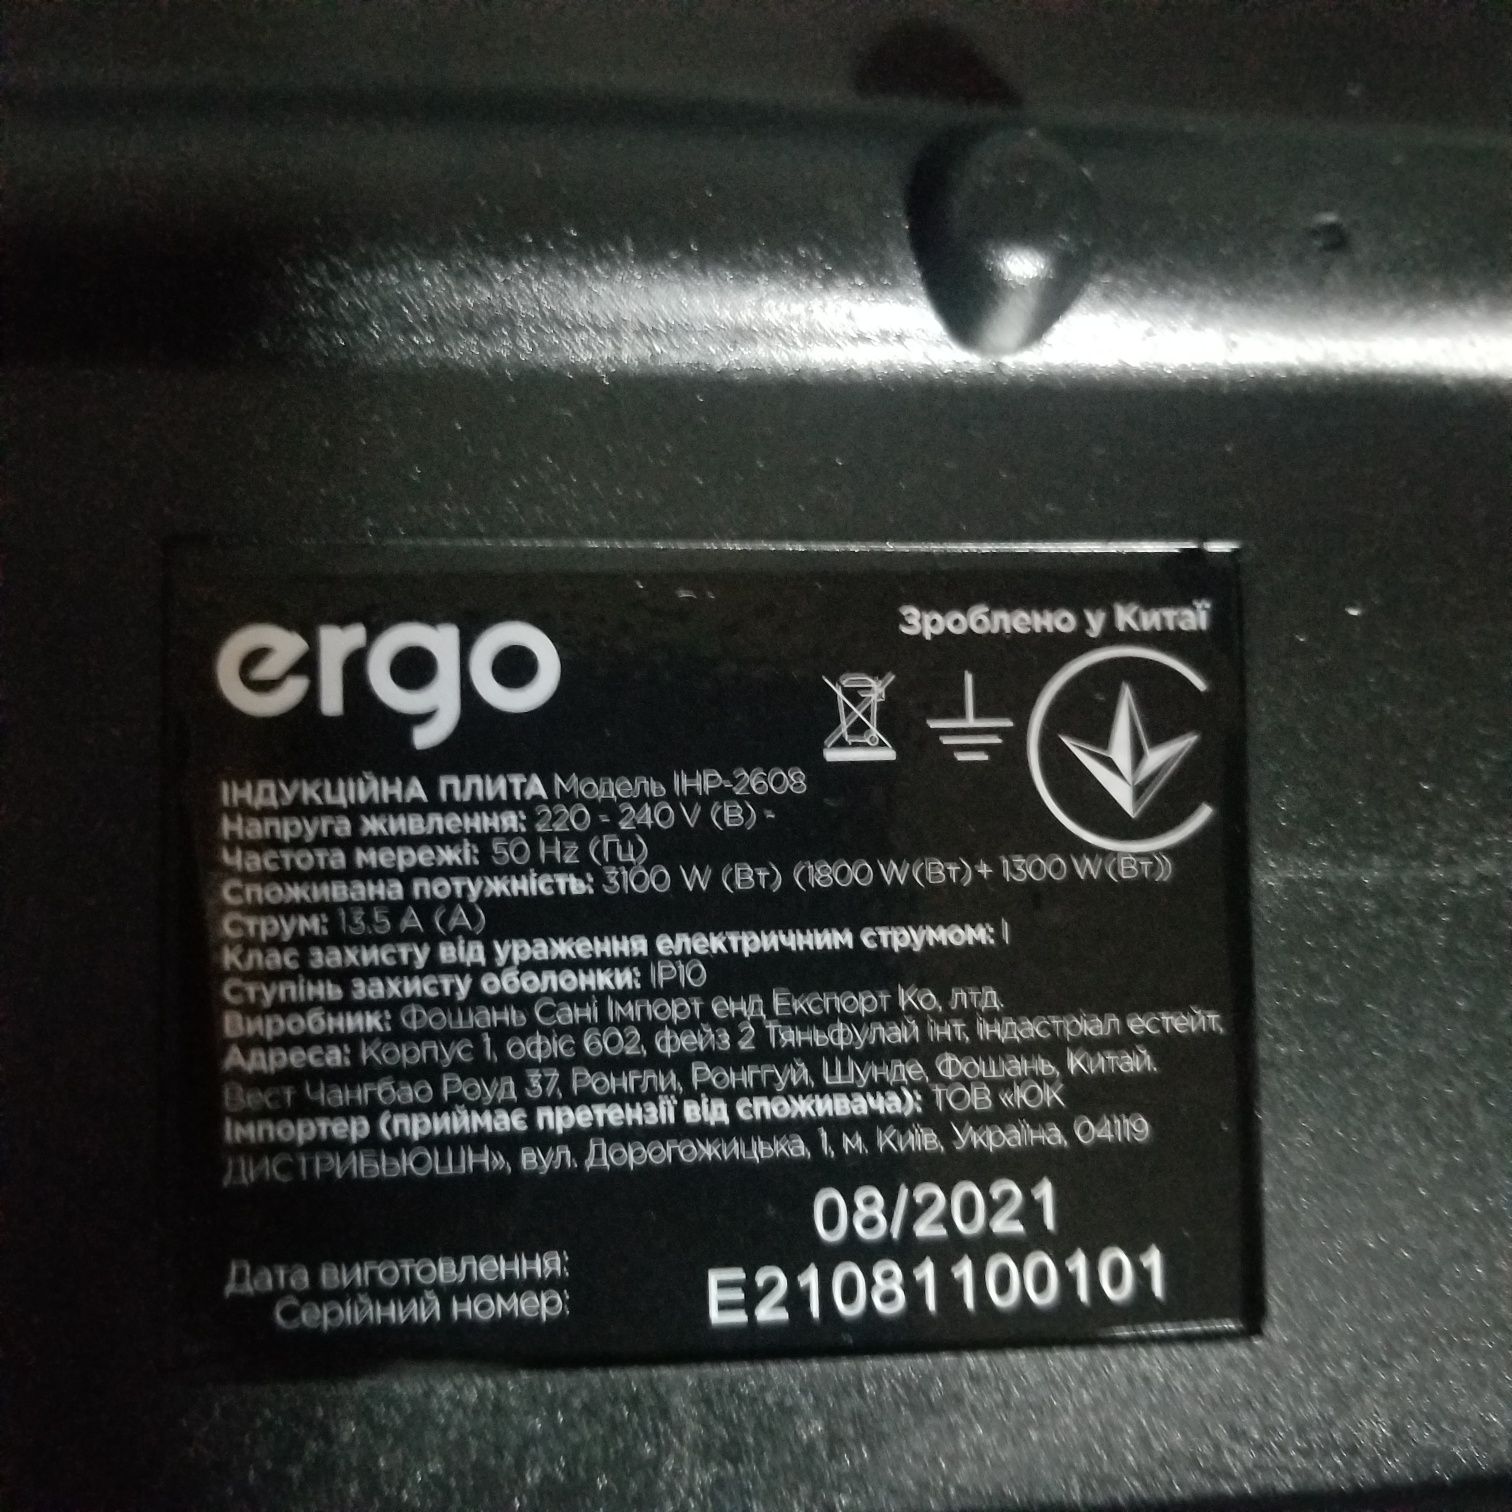 ergo
Зроблено у Китаї
ІНДУКЦІЙНА ПЛИТА Модель IHP-2608
Напруга живлення: 220 - 240 V (В) ~
Частота мережі: 50 Hz (Гц)
Споживана потужність: 3100 W (Вт) (1800 W(Вт)+ 1300 W(Вт))
Струм: 13.5 A (А)
Клас захисту від ураження електричним струмом: I
Ступінь захисту оболонки: IP10
Виробник: Фошань Сані Імпорт енд Експорт Ко, лтд.
Адреса: Корпус 1, офіс 602, фейз 2 Тяньфулай інт, індастріал естейт,
Вест Чангбао Роуд 37, Ронгли, Ронггуй, Шунде, Фошань, Китай.
Імпортер (приймає претензії від споживача): ТОВ «ЮК
ДИСТРИБЬЮШН», вул. Дорогожицька, 1, м. Київ, Україна, 04119
08/2021
Дата виготовлення:
E21081100101
Серійний номер: